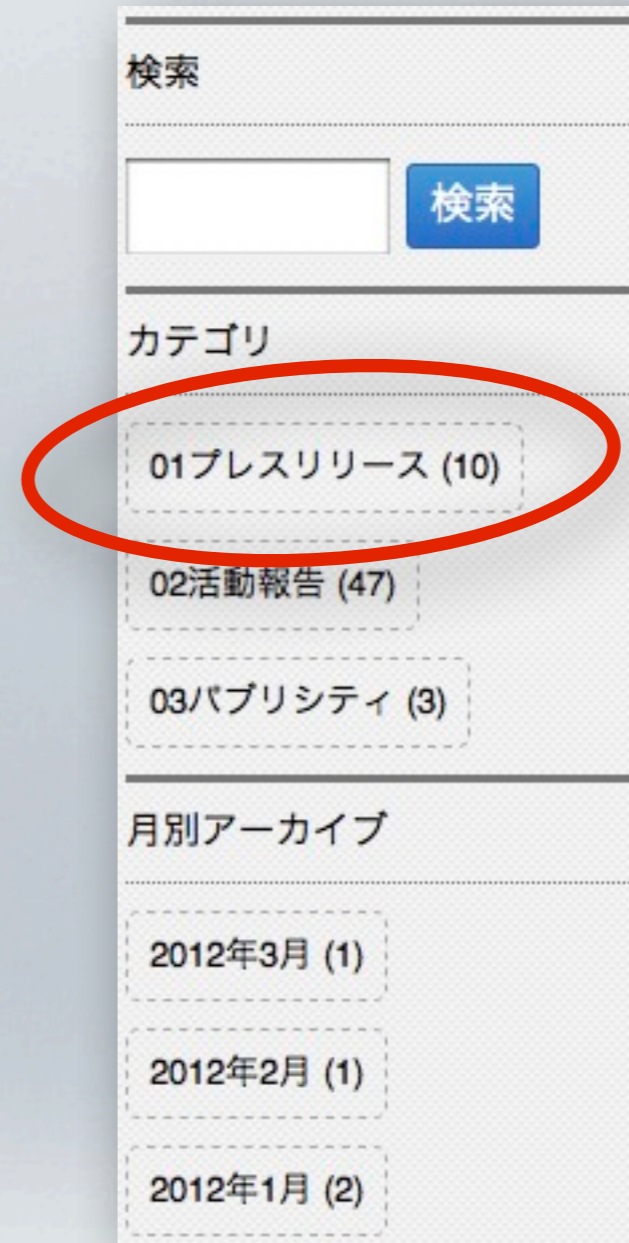 検索
検索
カテゴリ
01プレスリリース (10)
02活動報告 (47)
03パブリシティ (3)
月別アーカイブ
2012年3月 (1)
2012年2月 (1)
2012年1月 (2)